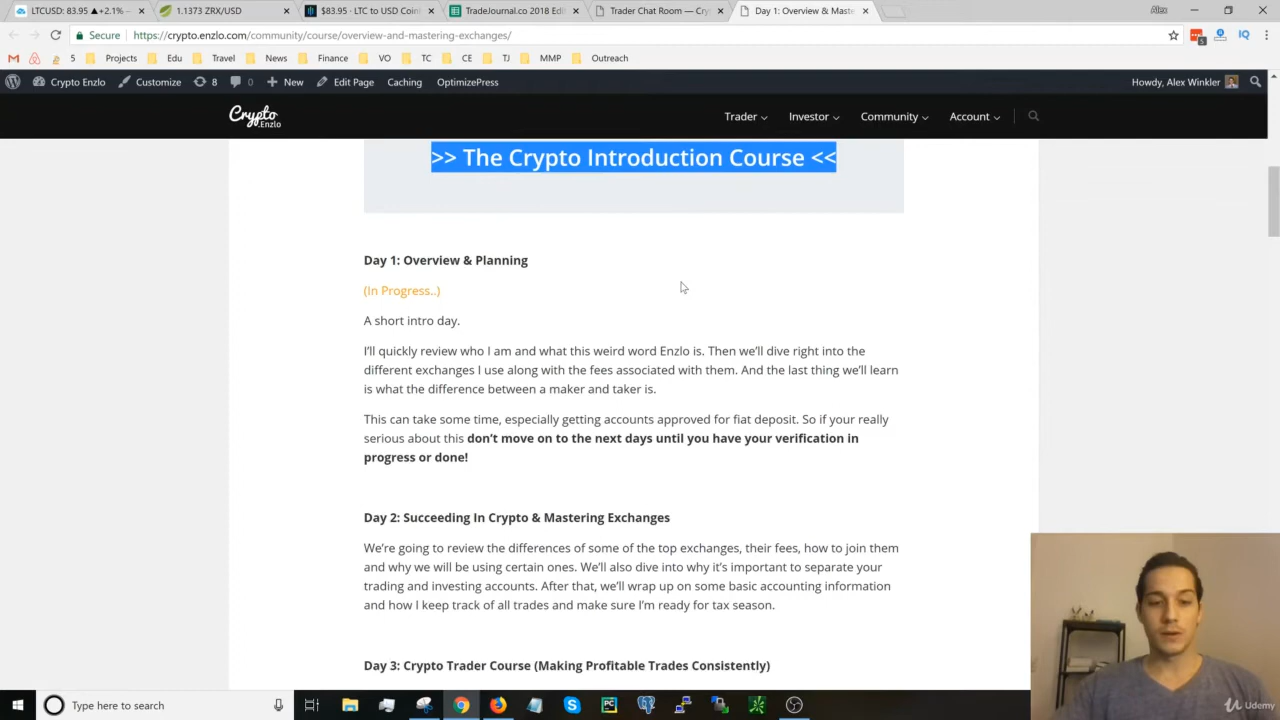 LTCUSD: 83.95 ▲+2.1%
1.1373 ZRX/USD
$83.95 · LTC to USD Coin
TradeJournal.co 2018 Edi
Trader Chat Room — Cry
Day 1: Overview & Maste
Alex
Secure
https://crypto.enzlo.com/community/course/overview-and-mastering-exchanges/
5
IQ
5 Projects Edu Travel News Finance VO TC CE TJ MMP Outreach
Crypto Enzlo Customize 8 New Edit Page Caching OptimizePress Howdy, Alex Winkler
Crypto
.Enzlo
Trader Investor Community Account
>> The Crypto Introduction Course <<
Day 1: Overview & Planning
(In Progress..)
A short intro day.
I'll quickly review who I am and what this weird word Enzlo is. Then we'll dive right into the
different exchanges I use along with the fees associated with them. And the last thing we'll learn
is what the difference between a maker and taker is.
This can take some time, especially getting accounts approved for fiat deposit. So if your really
serious about this don't move on to the next days until you have your verification in
progress or done!
Day 2: Succeeding In Crypto & Mastering Exchanges
We're going to review the differences of some of the top exchanges, their fees, how to join them
and why we will be using certain ones. We'll also dive into why it's important to separate your
trading and investing accounts. After that, we'll wrap up on some basic accounting information
and how I keep track of all trades and make sure I'm ready for tax season.
Day 3: Crypto Trader Course (Making Profitable Trades Consistently)
Type here to search
Udemy